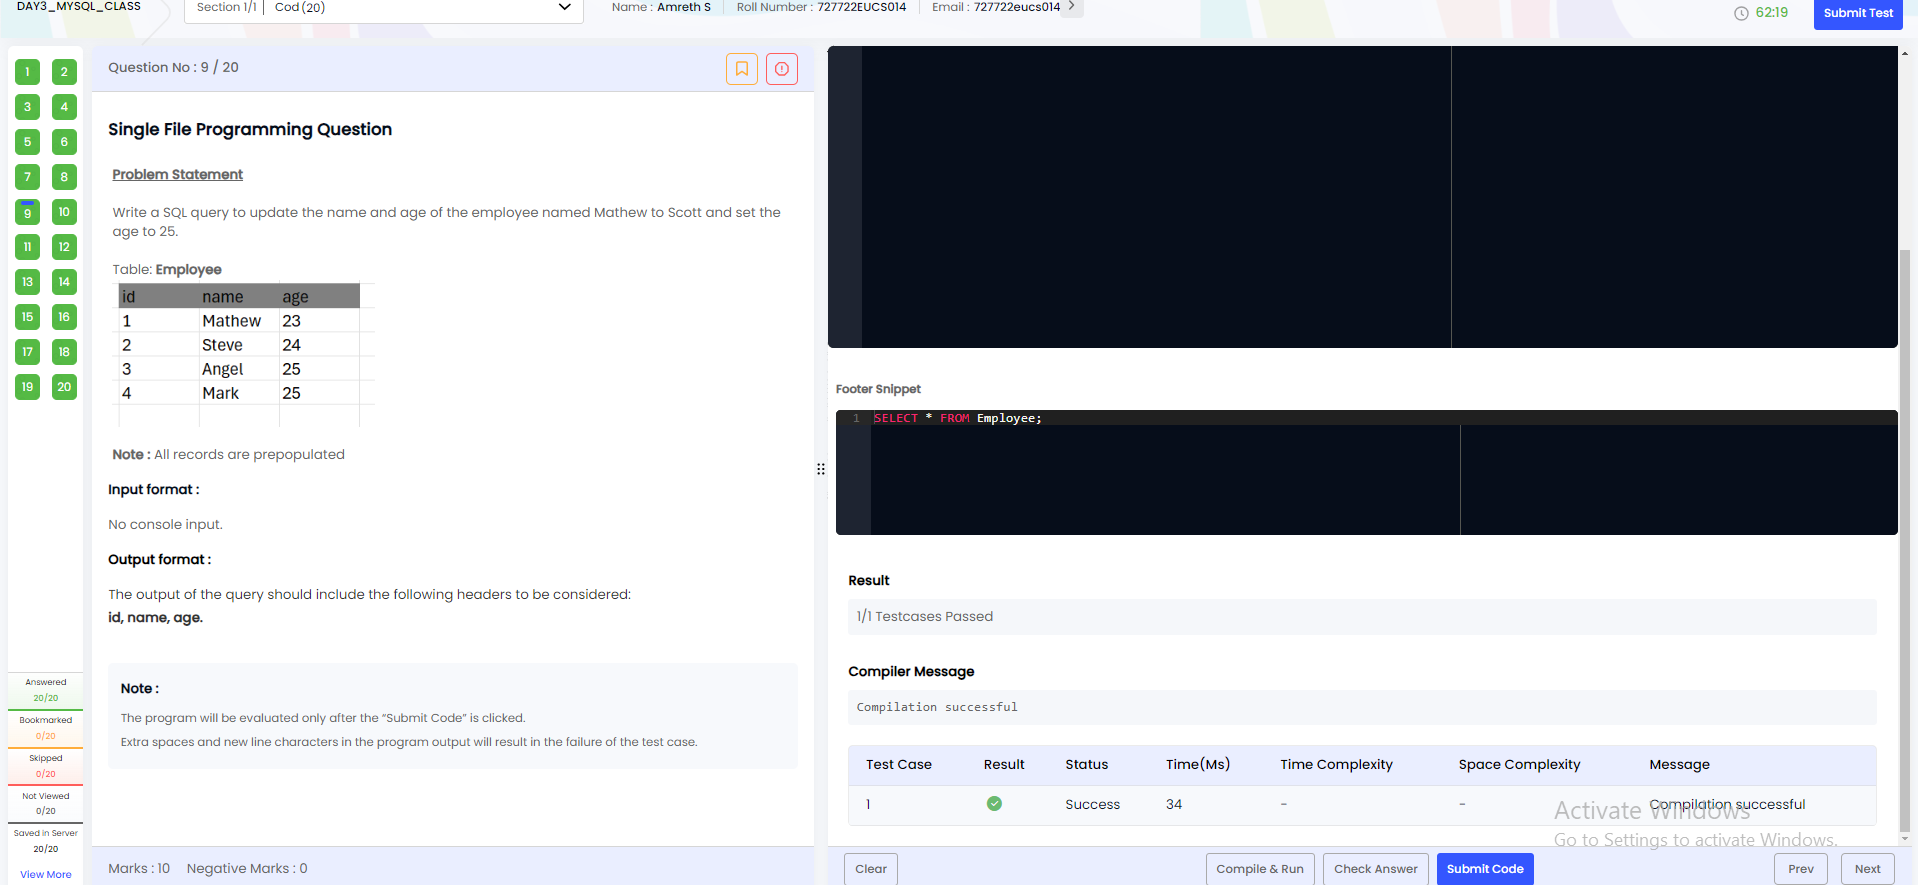 DAY3_MYSQL_CLASS
Section 1/1
Cod (20)
Name : Amreth S
Roll Number : 727722EUCS014
Email : 727722eucs014
62:19
Submit Test
1 2
3 4
5 6
7 8
9 10
11 12
13 14
15 16
17 18
19 20
Answered
20/20
Bookmarked
0/20
Skipped
0/20
Not Viewed
0/20
Saved in Server
20/20
View More
Question No : 9 / 20
Single File Programming Question
Problem Statement
Write a SQL query to update the name and age of the employee named Mathew to Scott and set the
age to 25.
Table: Employee
id name age
1 Mathew 23
2 Steve 24
3 Angel 25
4 Mark 25
Note : All records are prepopulated
Input format :
No console input.
Output format :
The output of the query should include the following headers to be considered:
id, name, age.
Note :
The program will be evaluated only after the “Submit Code” is clicked.
Extra spaces and new line characters in the program output will result in the failure of the test case.
Marks : 10 Negative Marks : 0
Footer Snippet
1 SELECT * FROM Employee;
Result
1/1 Testcases Passed
Compiler Message
Compilation successful
Test Case Result Status Time(Ms) Time Complexity Space Complexity Message
1 Success 34 - - Compilation successful
Activate Windows
Go to Settings to activate Windows.
Clear
Compile & Run
Check Answer
Submit Code
Prev
Next